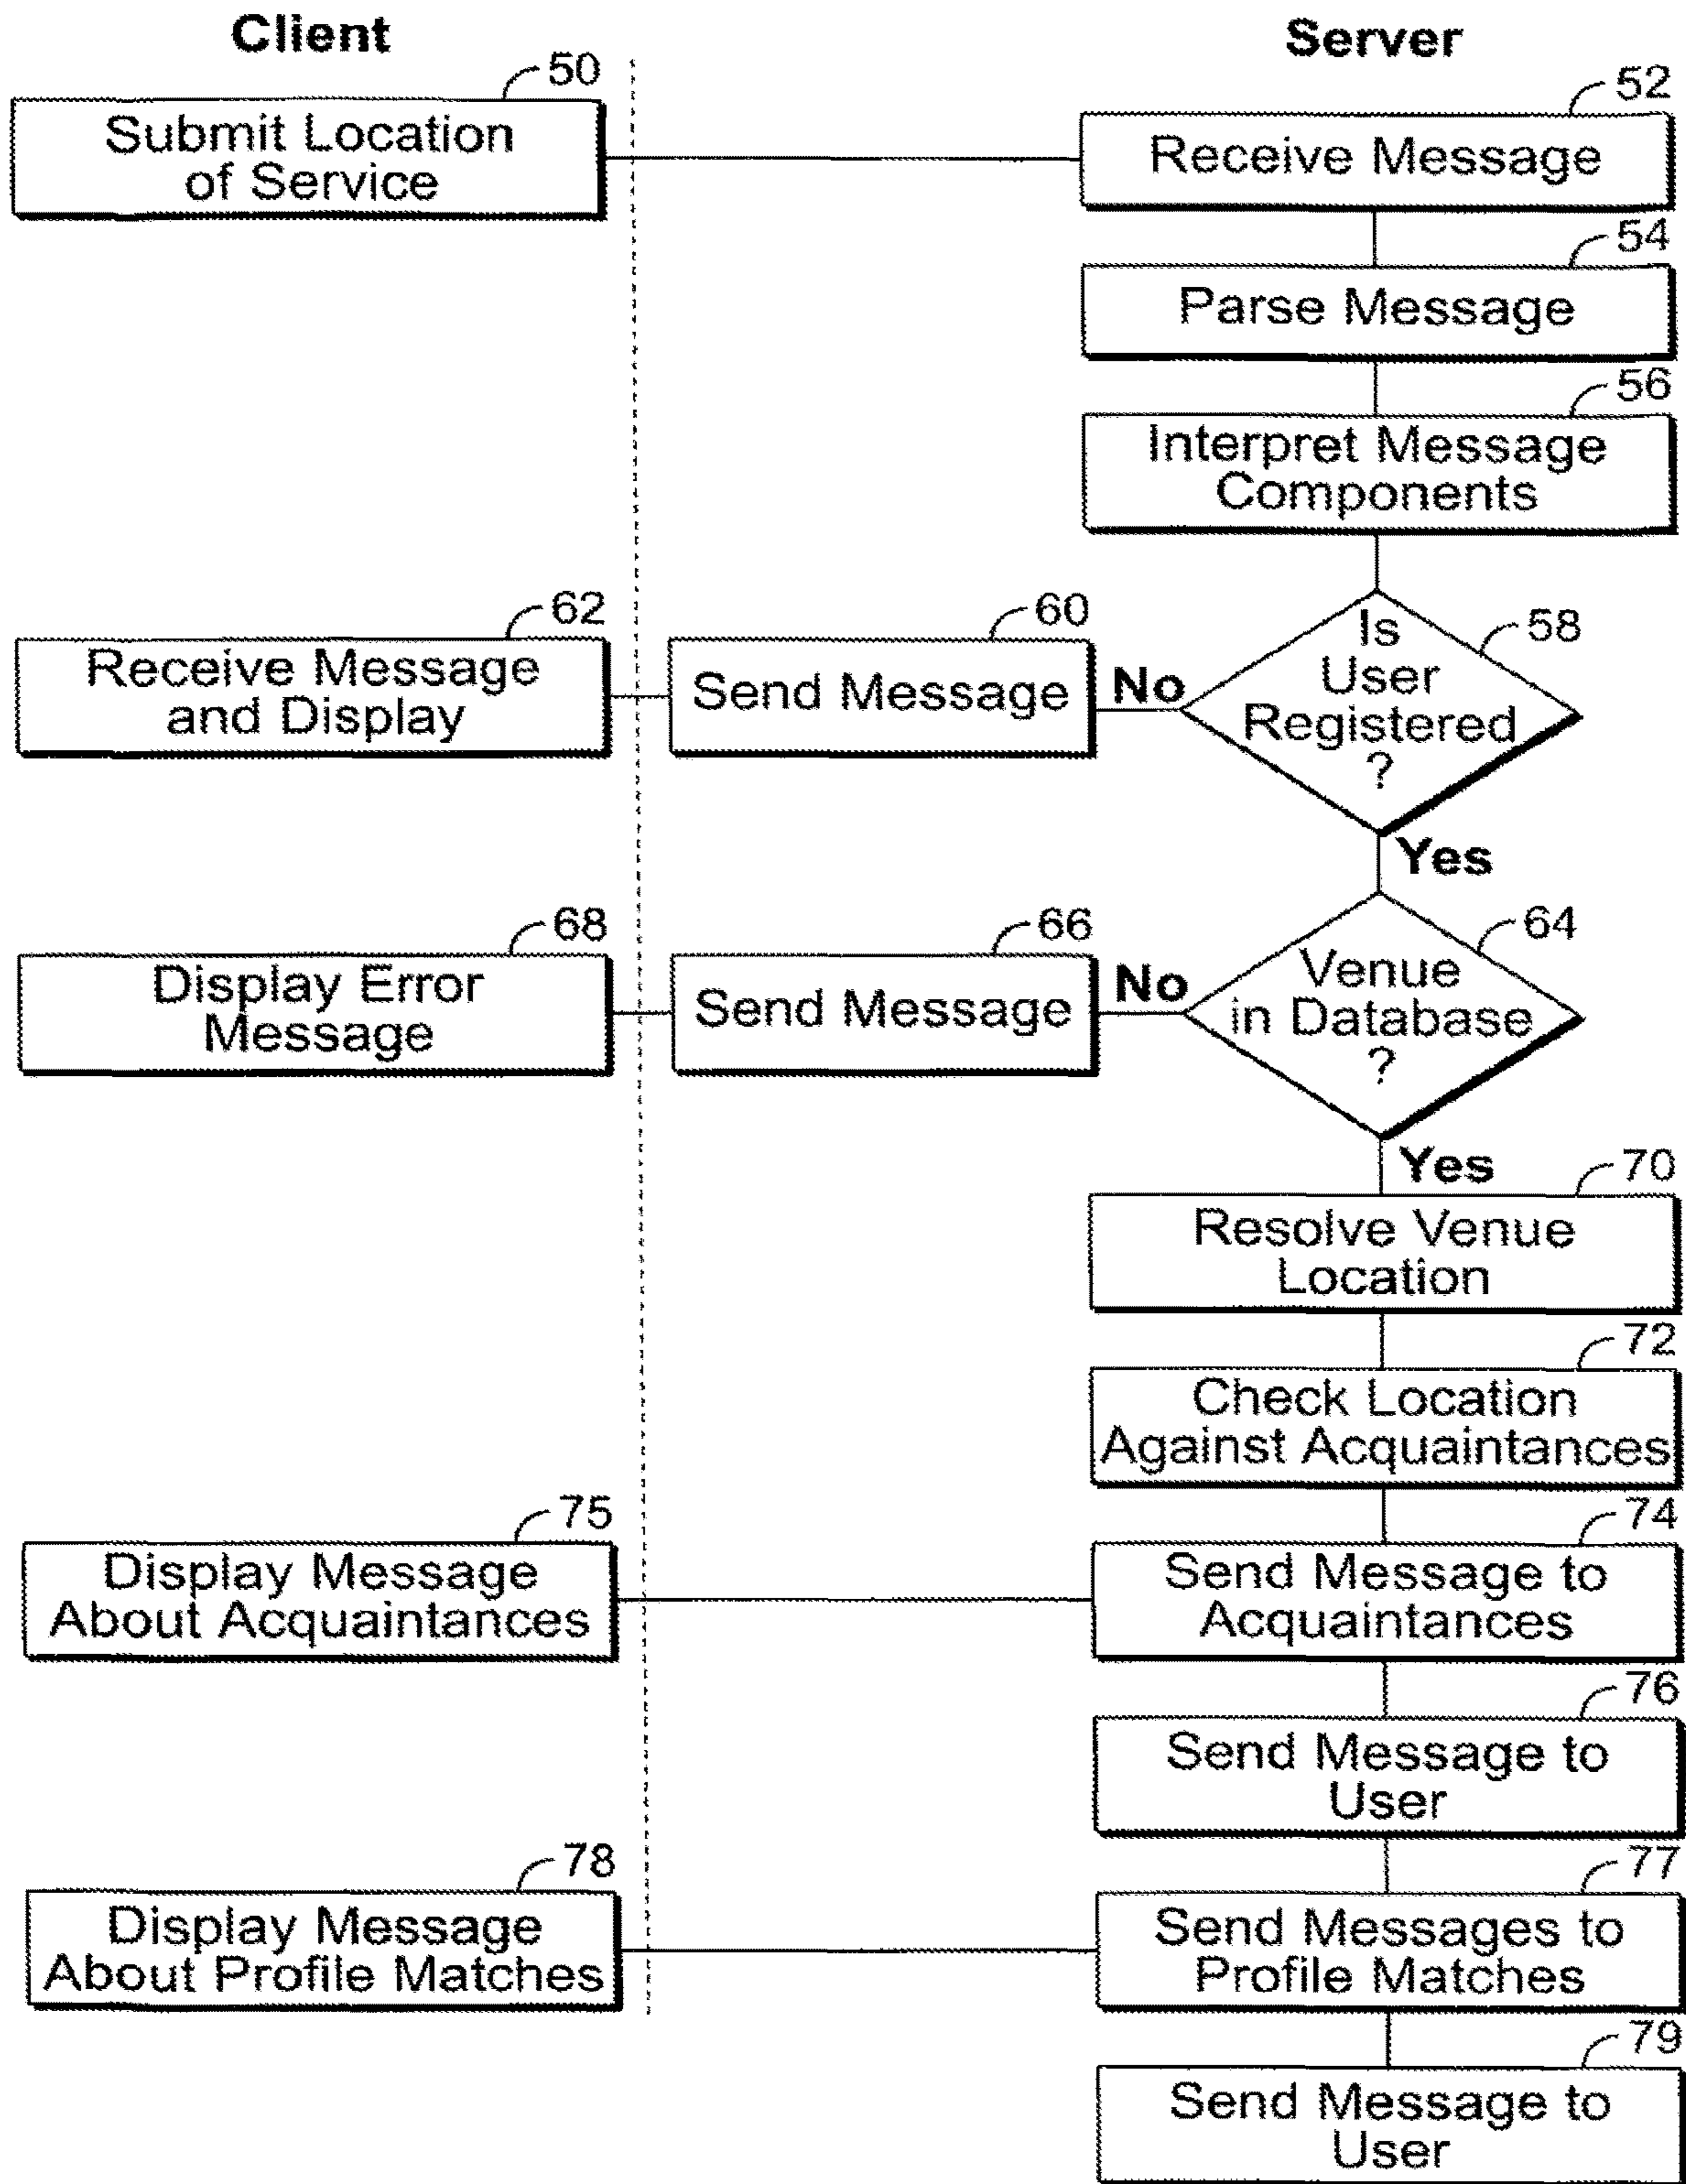 Client
Server
50
Submit Location
of Service
52
Receive Message
54
Parse Message
56
Interpret Message
Components
62
Receive Message
and Display
60
Send Message
No
58
Is
User
Registered
?
Yes
68
Display Error
Message
66
Send Message
No
64
Venue
in Database
?
Yes
70
Resolve Venue
Location
72
Check Location
Against Acquaintances
75
Display Message
About Acquaintances
74
Send Message to
Acquaintances
76
Send Message to
User
78
Display Message
About Profile Matches
77
Send Messages to
Profile Matches
79
Send Message to
User